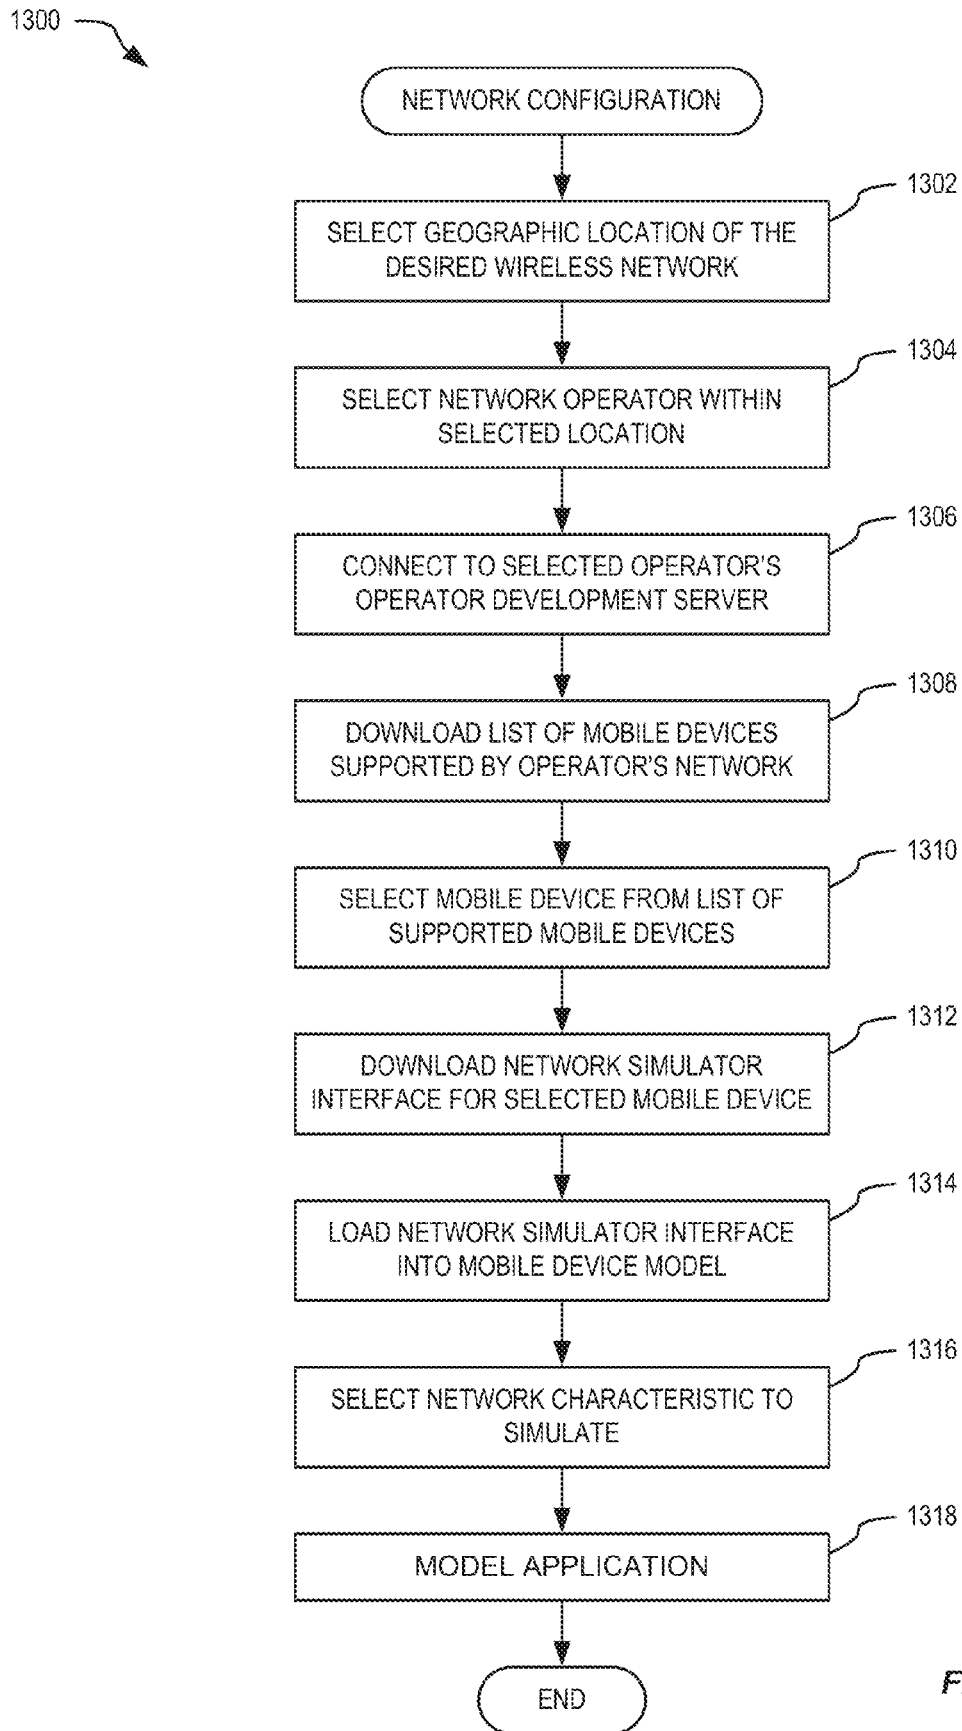 1300
NETWORK CONFIGURATION
1302
SELECT GEOGRAPHIC LOCATION OF THE
DESIRED WIRELESS NETWORK
1304
SELECT NETWORK OPERATOR WITHIN
SELECTED LOCATION
1306
CONNECT TO SELECTED OPERATOR'S
OPERATOR DEVELOPMENT SERVER
1308
DOWNLOAD LIST OF MOBILE DEVICES
SUPPORTED BY OPERATOR'S NETWORK
1310
SELECT MOBILE DEVICE FROM LIST OF
SUPPORTED MOBILE DEVICES
1312
DOWNLOAD NETWORK SIMULATOR
INTERFACE FOR SELECTED MOBILE DEVICE
1314
LOAD NETWORK SIMULATOR INTERFACE
INTO MOBILE DEVICE MODEL
1316
SELECT NETWORK CHARACTERISTIC TO
SIMULATE
1318
MODEL APPLICATION
END